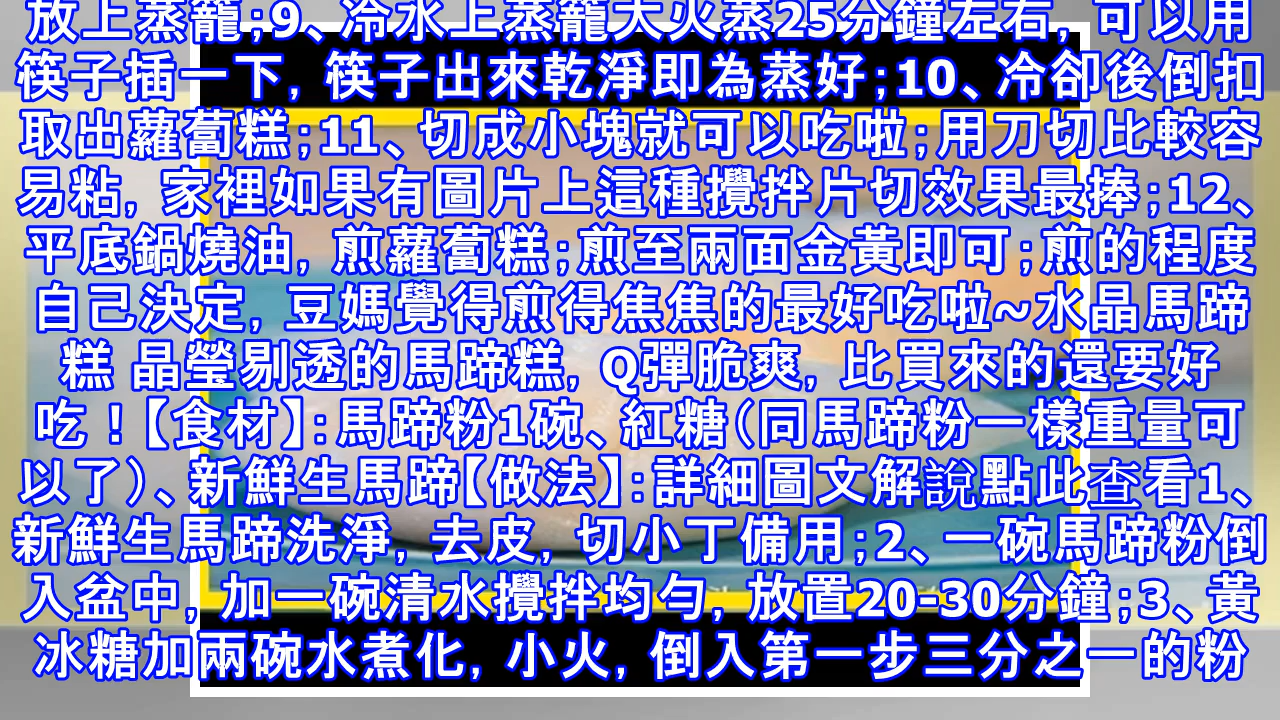 放上蒸籠;9、冷水上蒸籠大火蒸25分鐘左右, 可以用
筷子插一下, 筷子出來乾淨即為蒸好;10、冷卻後倒扣
取出蘿蔔糕;11、切成小塊就可以吃啦;用刀切比較容
易粘, 家裡如果有圖片上這種攪拌片切效果最捧;12、
平底鍋燒油, 煎蘿蔔糕;煎至兩面金黃即可;煎的程度
自己決定, 豆媽覺得煎得焦焦的最好吃啦~水晶馬蹄
糕 晶瑩剔透的馬蹄糕, Q彈脆爽, 比買來的還要好
吃！【食材】:馬蹄粉1碗、紅糖(同馬蹄粉一樣重量可
以了)、新鮮生馬蹄【做法】:詳細圖文解說點此查看1、
新鮮生馬蹄洗淨, 去皮, 切小丁備用;2、一碗馬蹄粉倒
入盆中, 加一碗清水攪拌均勻, 放置20-30分鐘;3、黃
冰糖加兩碗水煮化, 小火, 倒入第一步三分之一的粉